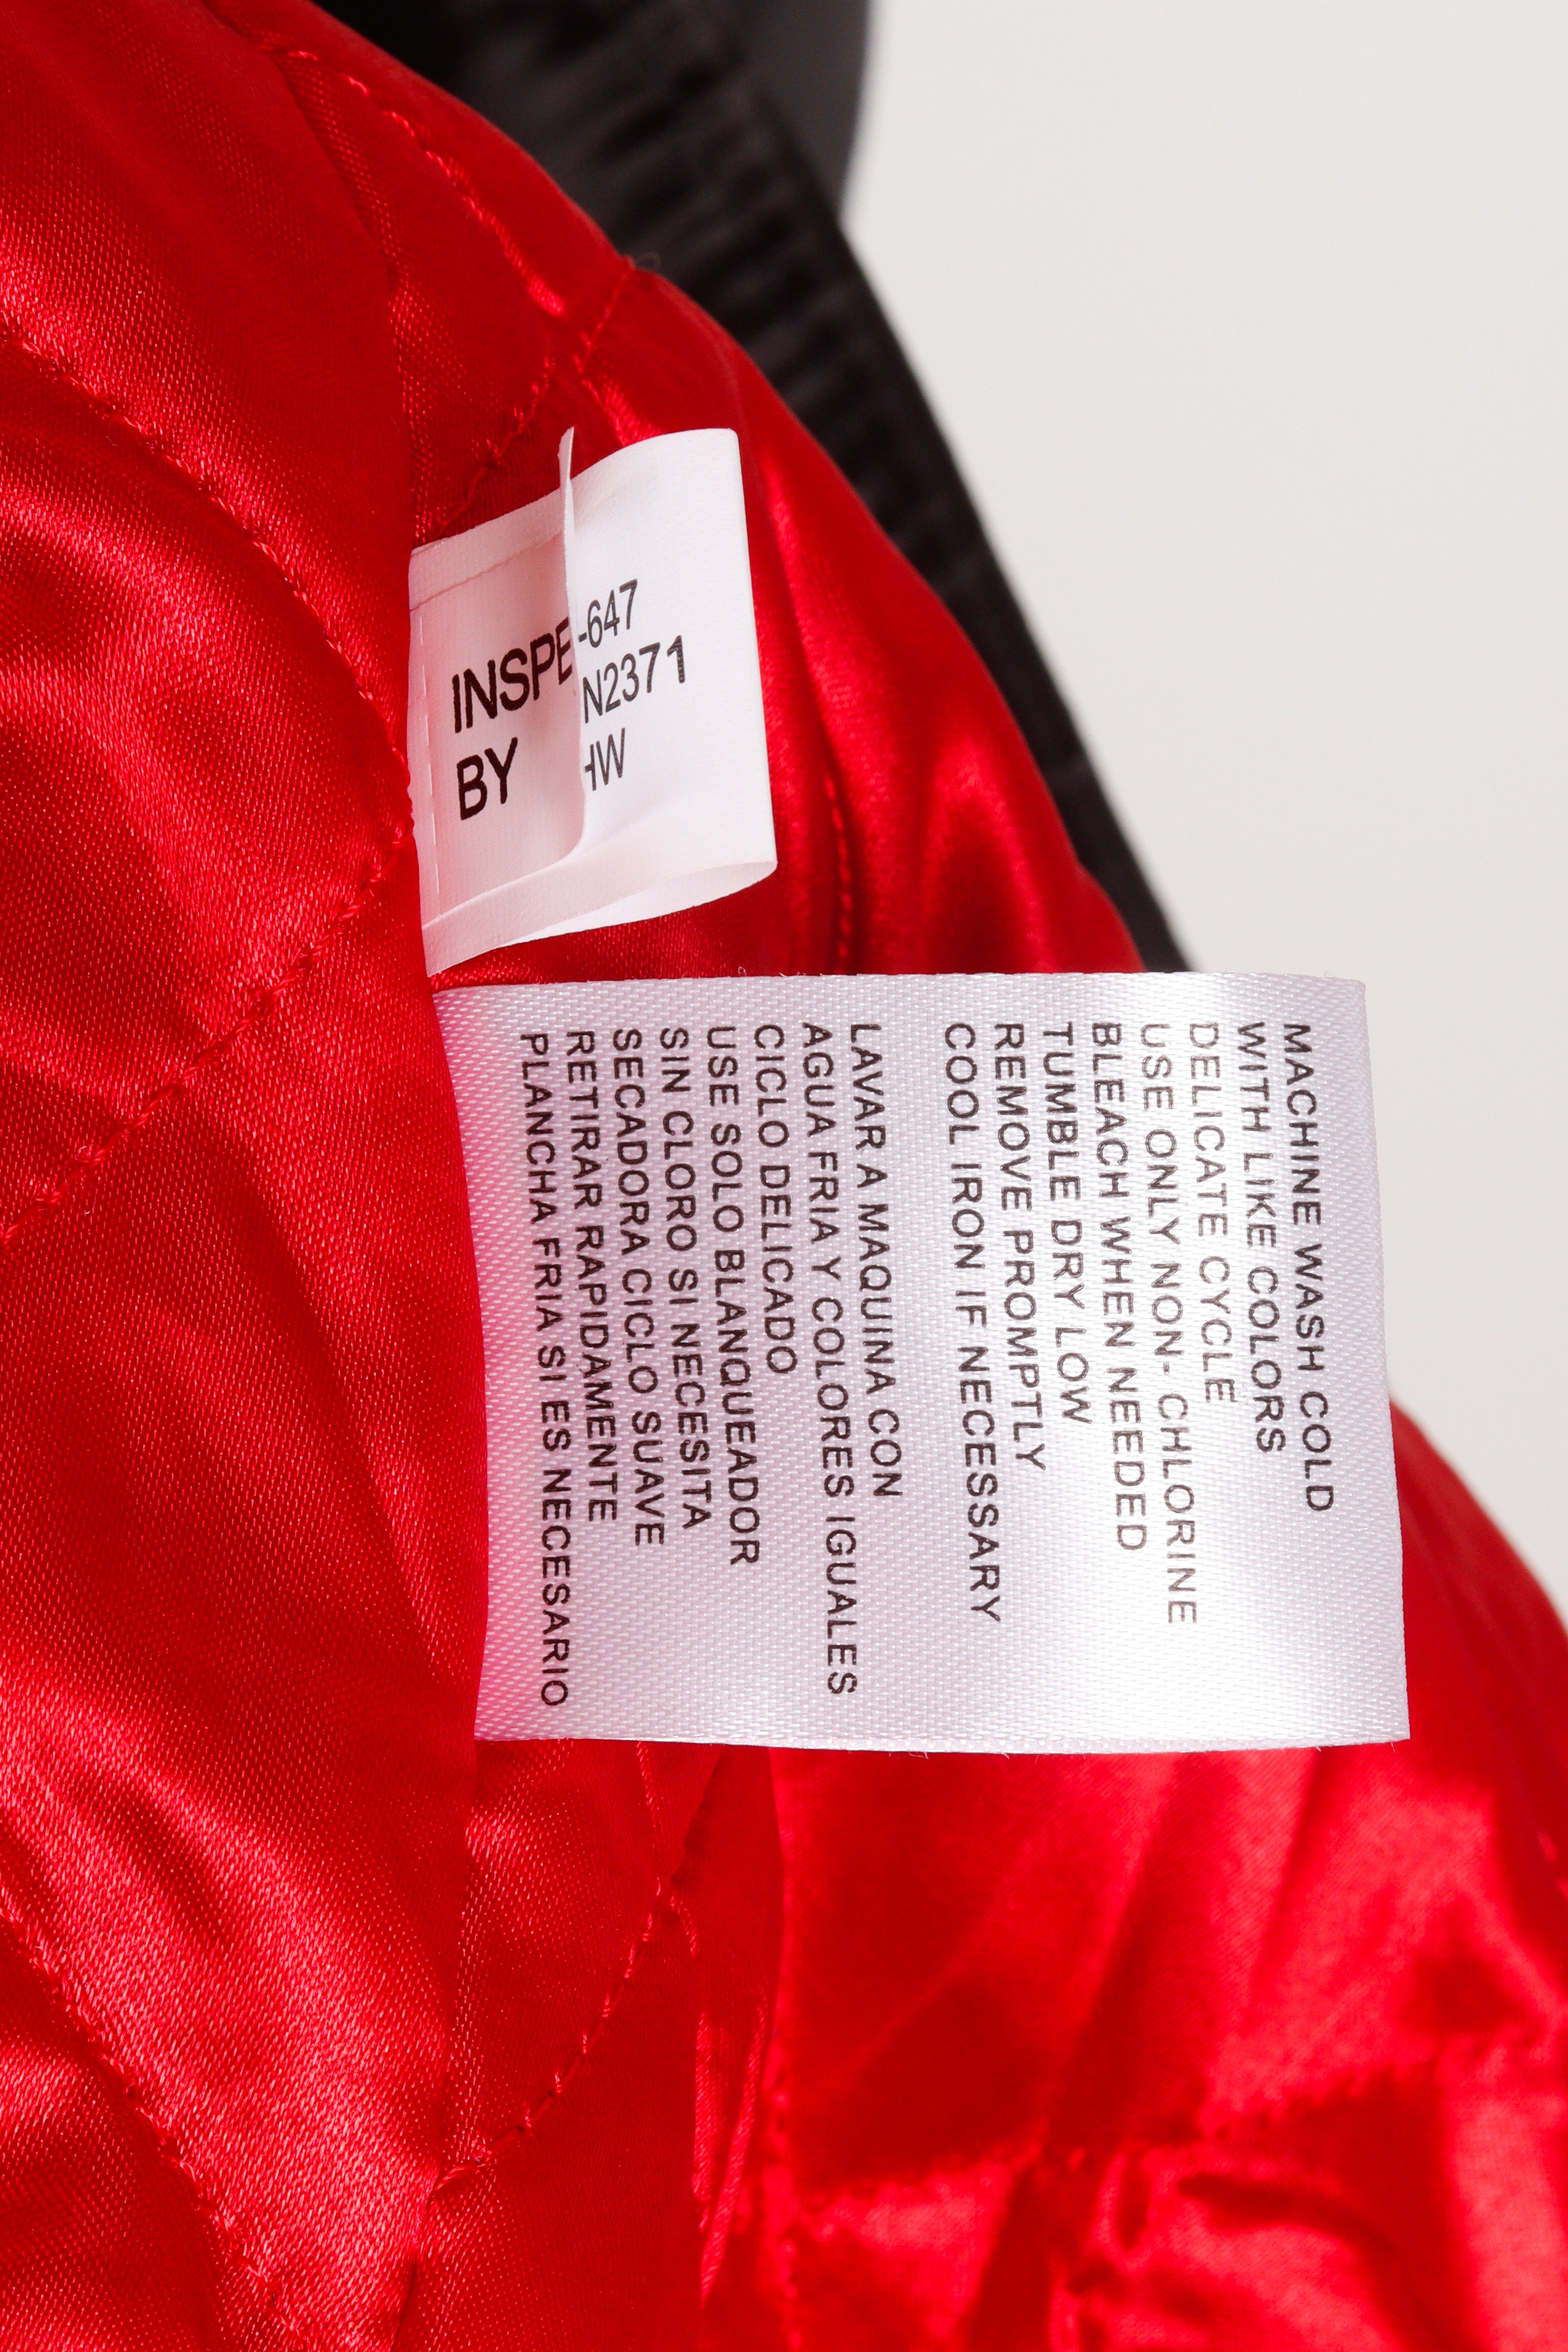 INSPE
BY
-647
N2371
HW
MACHINE WASH COLD
WITH LIKE COLORS
DELICATE CYCLE
USE ONLY NON- CHLORINE
BLEACH WHEN NEEDED
TUMBLE DRY LOW
REMOVE PROMPTLY
COOL IRON IF NECESSARY
LAVAR A MAQUINA CON
AGUA FRIA Y COLORES IGUALES
CICLO DELICADO
USE SOLO BLANQUEADOR
SIN CLORO SI NECESITA
SECADORA CICLO SUAVE
RETIRAR RAPIDAMENTE
PLANCHA FRIA SI ES NECESARIO